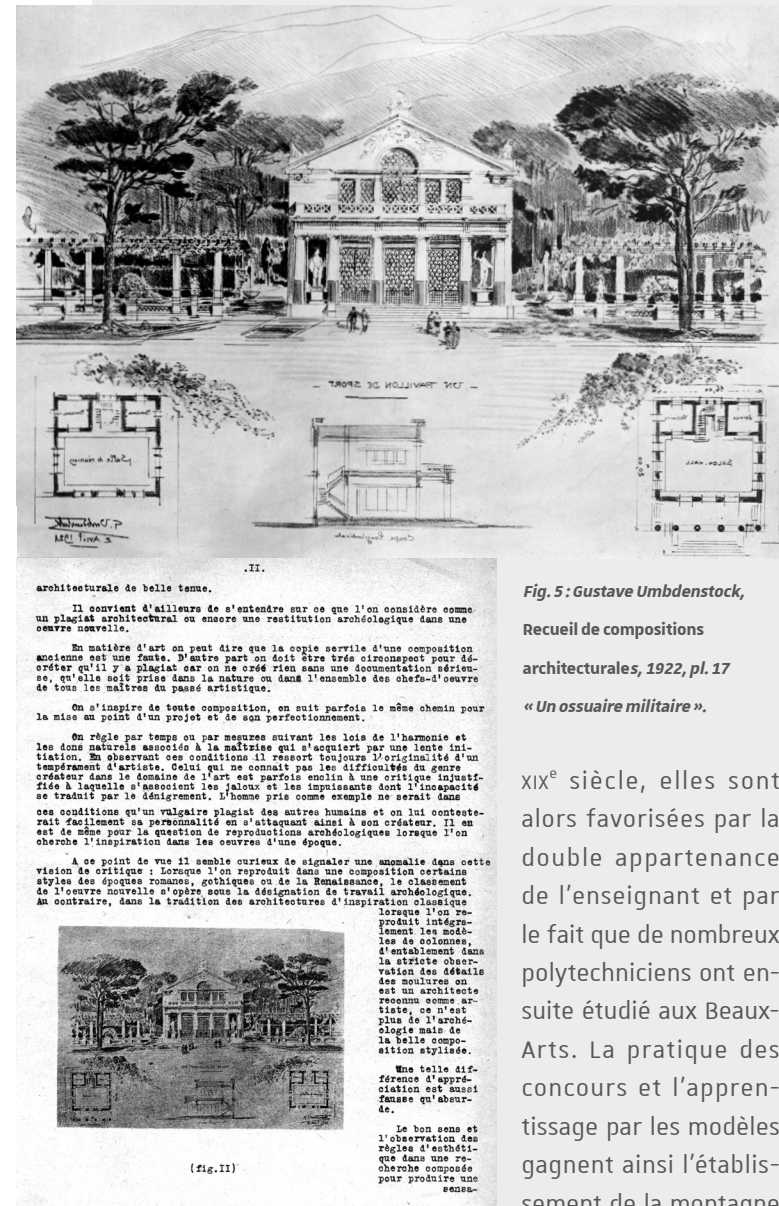 – UN PAVILLON DE SPORT –
Salle de réunion
SALON-HALL
Coupe longitudinale
G. Umbdenstock
.II.
architecturale de belle tenue.
Il convient d'ailleurs de s'entendre sur ce que l'on considère comme
un plagiat architectural ou encore une restitution archéologique dans une
oeuvre nouvelle.
En matière d'art on peut dire que la copie servile d'une composition
ancienne est une faute. D'autre part on doit être trés circonspect pour dé-
créter qu'il y a plagiat car on ne créé rien sans une documentation sérieu-
se, qu'elle soit prise dans la nature ou dans l'ensemble des chefs-d'oeuvre
de tous les maîtres du passé artistique.
On s'inspire de toute composition, on suit parfois le même chemin pour
la mise au point d'un projet et de son perfectionnement.
On règle par temps ou par mesures suivant les lois de l'harmonie et
les dons naturels associés à la maîtrise qui s'acquiert par une lente ini-
tiation. En observant ces conditions il ressort toujours l'originalité d'un
tempérament d'artiste. Celui qui ne connait pas les difficultés du genre
créateur dans le domaine de l'art est parfois enclin à une critique injusti-
fiée à laquelle s'associent les jaloux et les impuissants dont l'incapacité
se traduit par le dénigrement. L'homme pris comme exemple ne serait dans
ces conditions qu'un vulgaire plagiat des autres humains et on lui conteste-
rait facilement sa personnalité en s'attaquant ainsi à son créateur. Il en
est de même pour la question de reproductions archéologiques lorsque l'on
cherche l'inspiration dans les oeuvres d'une époque.
A ce point de vue il semble curieux de signaler une anomalie dans cette
vision de critique : Lorsque l'on reproduit dans une composition certains
styles des époques romanes, gothiques ou de la Renaissance, le classement
de l'oeuvre nouvelle s'opère sous la désignation de travail archéologique.
Au contraire, dans la tradition des architectures d'inspiration classique
lorsque l'on re-
produit intégra-
lement les modè-
les de colonnes,
d'entablement dans
la stricte obser-
vation des détails
des moulures on
est un architecte
reconnu comme ar-
tiste, ce n'est
plus de l'arché-
ologie mais de
la belle compo-
sition stylisée.
Une telle dif-
férence d'appré-
ciation est aussi
fausse qu'absur-
de.
Le bon sens et
l'observation des
règles d'esthéti-
que dans une re-
cherche composée
pour produire une
sensa-
(fig.II)
Fig. 5 : Gustave Umbdenstock,
Recueil de compositions
architecturales, 1922, pl. 17
« Un ossuaire militaire ».
XIXe siècle, elles sont
alors favorisées par la
double appartenance
de l'enseignant et par
le fait que de nombreux
polytechniciens ont en-
suite étudié aux Beaux-
Arts. La pratique des
concours et l'appren-
tissage par les modèles
gagnent ainsi l'établis-
sement de la montagne